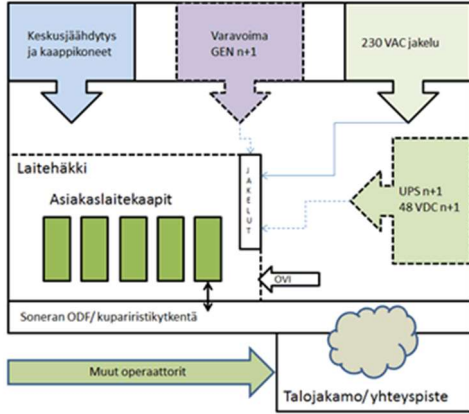 Keskusjäähdytys
ja kaappikoneet
Varavoima
GEN n+1
230 VAC jakelu
Laitehäkki
JAKELUT
Asiakaslaitekaapit
UPS n+1
48 VDC n+1
OVI
Soneran ODF/ kupariristikytkentä
Muut operaattorit
Talojakamo/ yhteyspiste